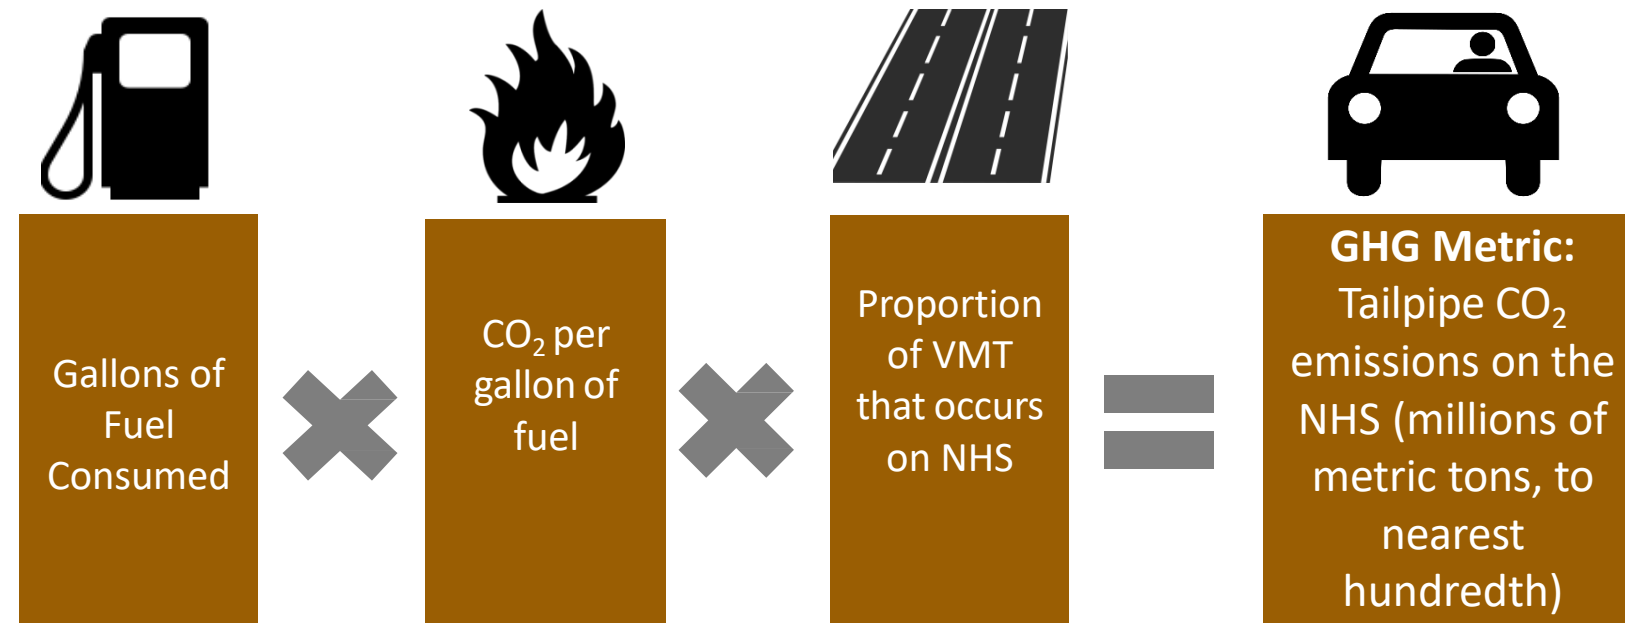 Gallons of
Fuel
Consumed
CO₂ per
gallon of
fuel
Proportion
of VMT
that occurs
on NHS
GHG Metric:
Tailpipe CO₂
emissions on the
NHS (millions of
metric tons, to
nearest
hundredth)